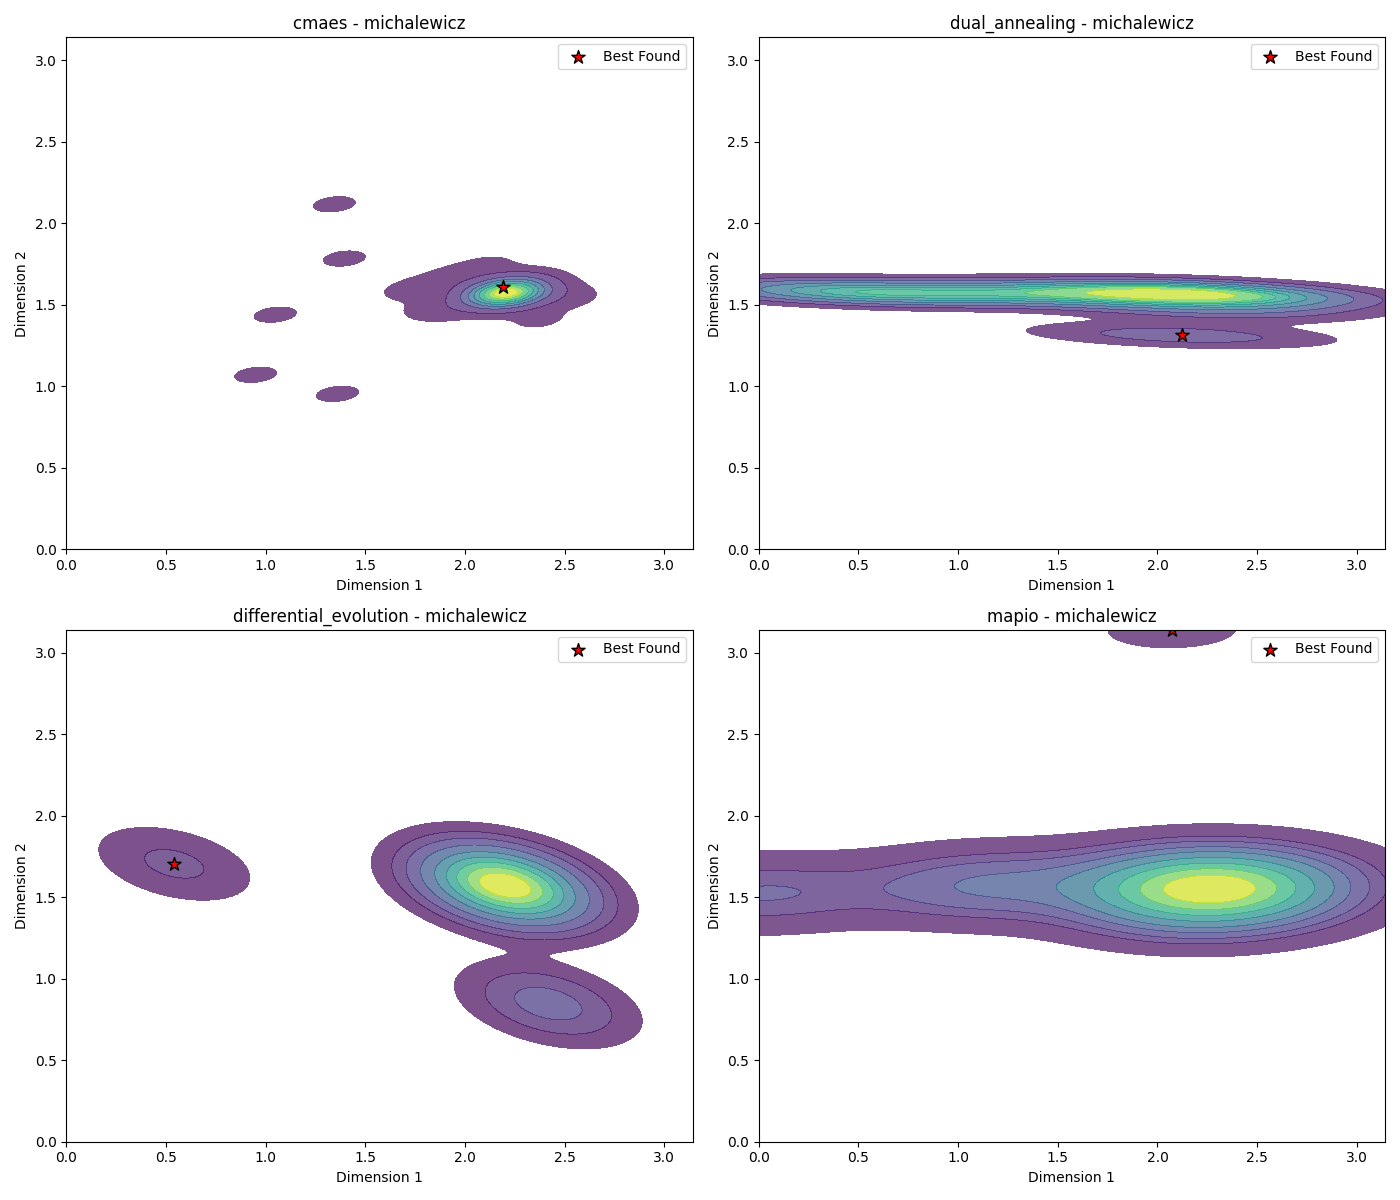 cmaes - michalewicz
Best Found
3.0
2.5
2.0
1.5
1.0
0.5
0.0
Dimension 2
0.0 0.5 1.0 1.5 2.0 2.5 3.0
Dimension 1
dual_annealing - michalewicz
Best Found
3.0
2.5
2.0
1.5
1.0
0.5
0.0
Dimension 2
0.0 0.5 1.0 1.5 2.0 2.5 3.0
Dimension 1
differential_evolution - michalewicz
Best Found
3.0
2.5
2.0
1.5
1.0
0.5
0.0
Dimension 2
0.0 0.5 1.0 1.5 2.0 2.5 3.0
Dimension 1
mapio - michalewicz
Best Found
3.0
2.5
2.0
1.5
1.0
0.5
0.0
Dimension 2
0.0 0.5 1.0 1.5 2.0 2.5 3.0
Dimension 1